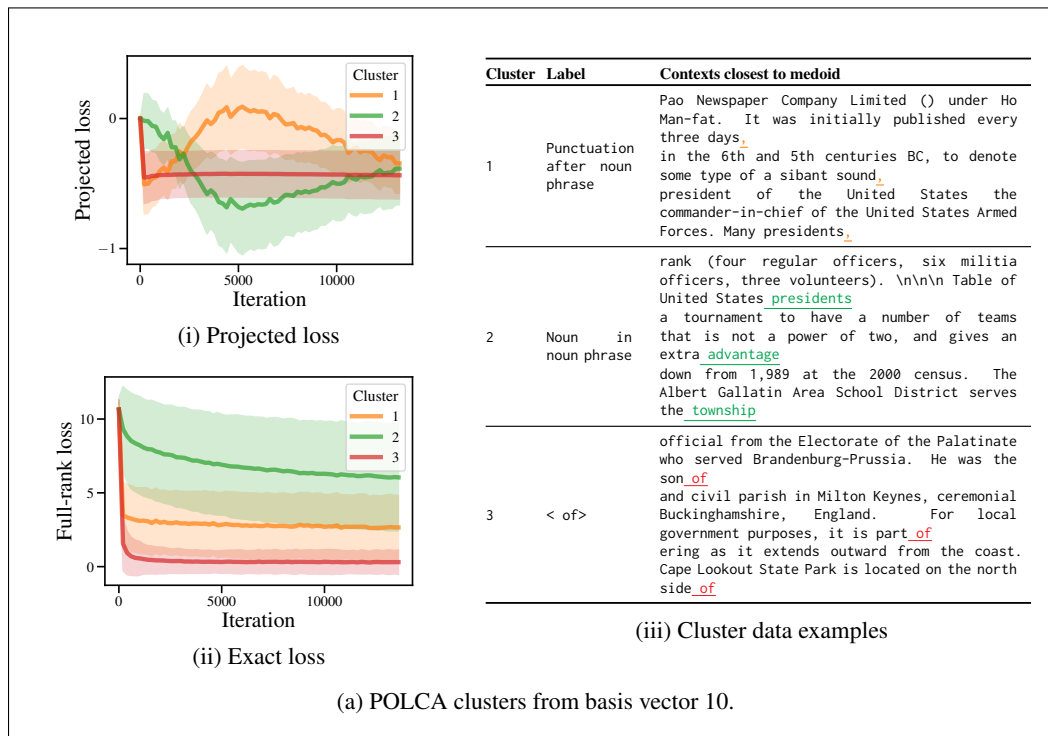 Projected loss
0
−1
0
5000
10000
Iteration
Cluster
1
2
3
(i) Projected loss
Full-rank loss
10
5
0
0
5000
10000
Iteration
Cluster
1
2
3
(ii) Exact loss
Cluster Label Contexts closest to medoid
1
Punctuation
after noun
phrase
Pao Newspaper Company Limited () under Ho
Man-fat. It was initially published every
three days,
in the 6th and 5th centuries BC, to denote
some type of a sibant sound,
president of the United States the
commander-in-chief of the United States Armed
Forces. Many presidents,
2
Noun in
noun phrase
rank (four regular officers, six militia
officers, three volunteers). \n\n\n Table of
United States presidents
a tournament to have a number of teams
that is not a power of two, and gives an
extra advantage
down from 1,989 at the 2000 census. The
Albert Gallatin Area School District serves
the township
3
< of>
official from the Electorate of the Palatinate
who served Brandenburg-Prussia. He was the
son of
and civil parish in Milton Keynes, ceremonial
Buckinghamshire, England. For local
government purposes, it is part of
ering as it extends outward from the coast.
Cape Lookout State Park is located on the north
side of
(iii) Cluster data examples
(a) POLCA clusters from basis vector 10.